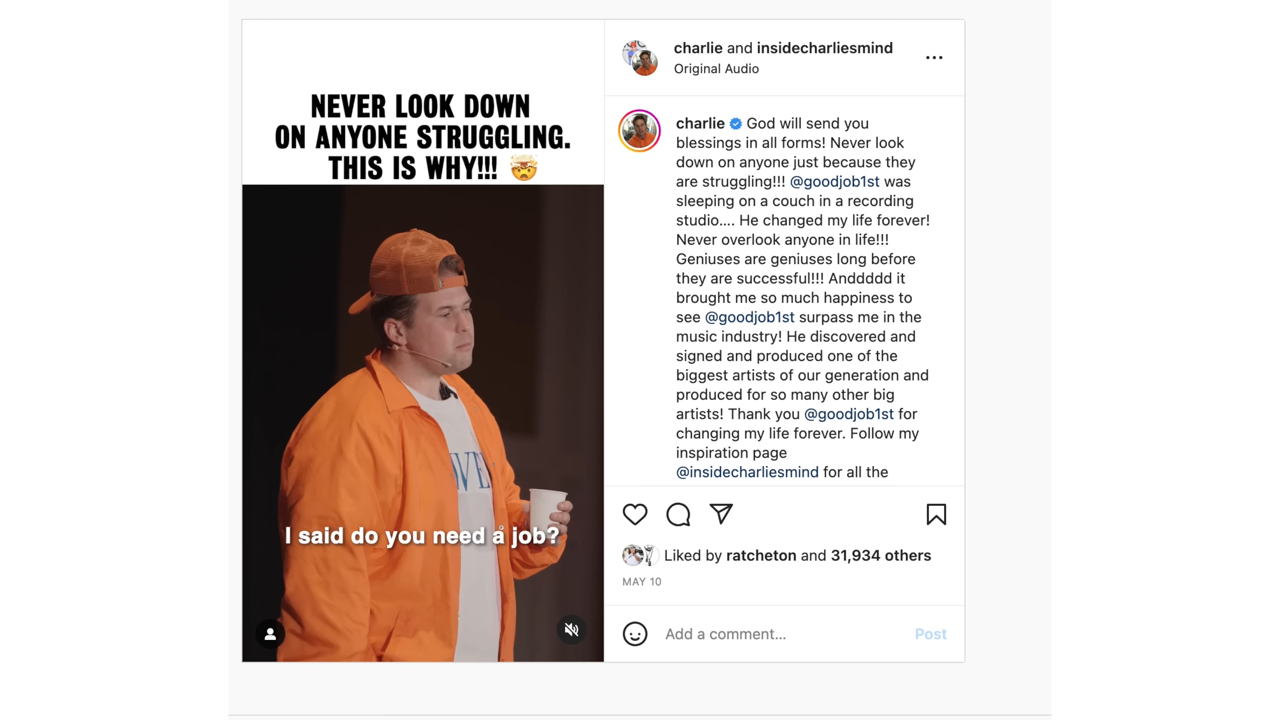 NEVER LOOK DOWN
ON ANYONE STRUGGLING.
THIS IS WHY!!! 🤯
I said do you need a job?
charlie and insidecharliesmind
Original Audio
charlie God will send you
blessings in all forms! Never look
down on anyone just because they
are struggling!!! @goodjob1st was
sleeping on a couch in a recording
studio.... He changed my life forever!
Never overlook anyone in life!!!
Geniuses are geniuses long before
they are successful!!! Anddddd it
brought me so much happiness to
see @goodjob1st surpass me in the
music industry! He discovered and
signed and produced one of the
biggest artists of our generation and
produced for so many other big
artists! Thank you @goodjob1st for
changing my life forever. Follow my
inspiration page
@insidecharliesmind for all the
Liked by ratcheton and 31,934 others
MAY 10
Add a comment... Post